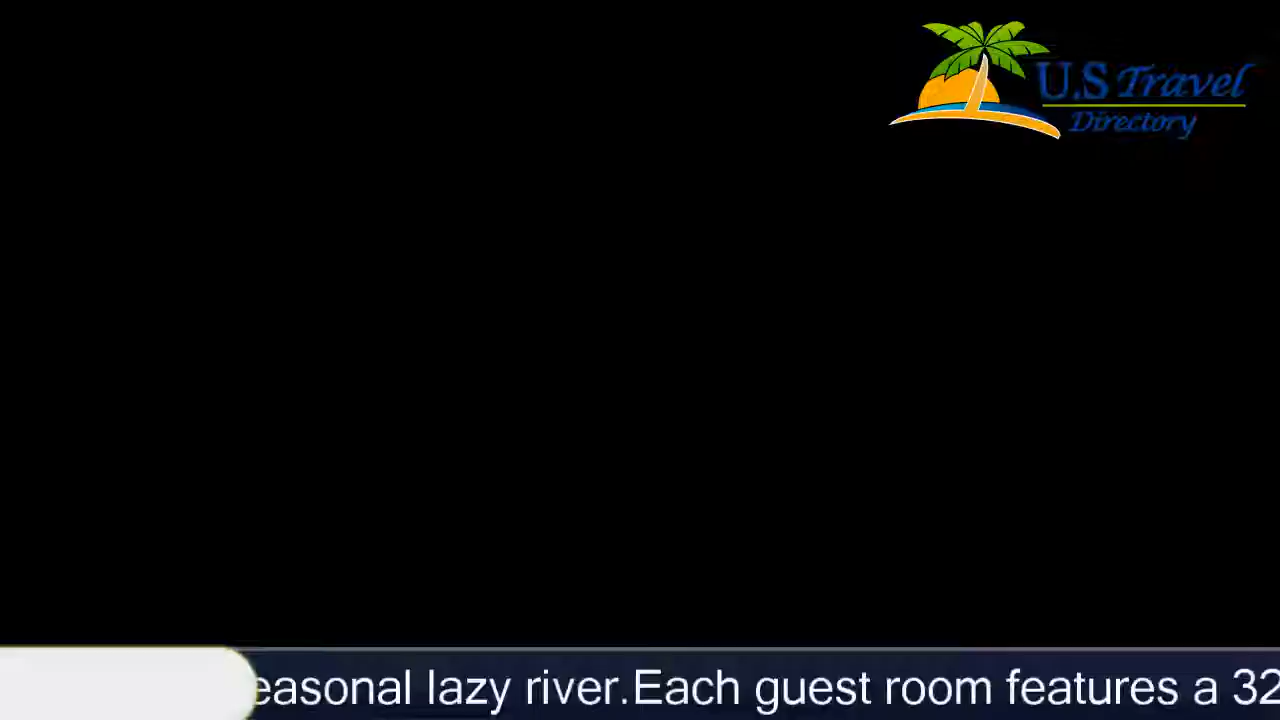 U.S Travel
Directory
easonal lazy river.Each guest room features a 32